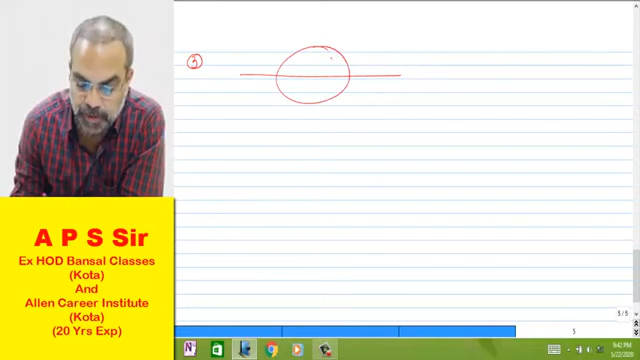 3
A P S Sir
Ex HOD Bansal Classes
(Kota)
And
Allen Career Institute
(Kota)
(20 Yrs Exp)
5/5
5
9:42 PM
5/22/2020